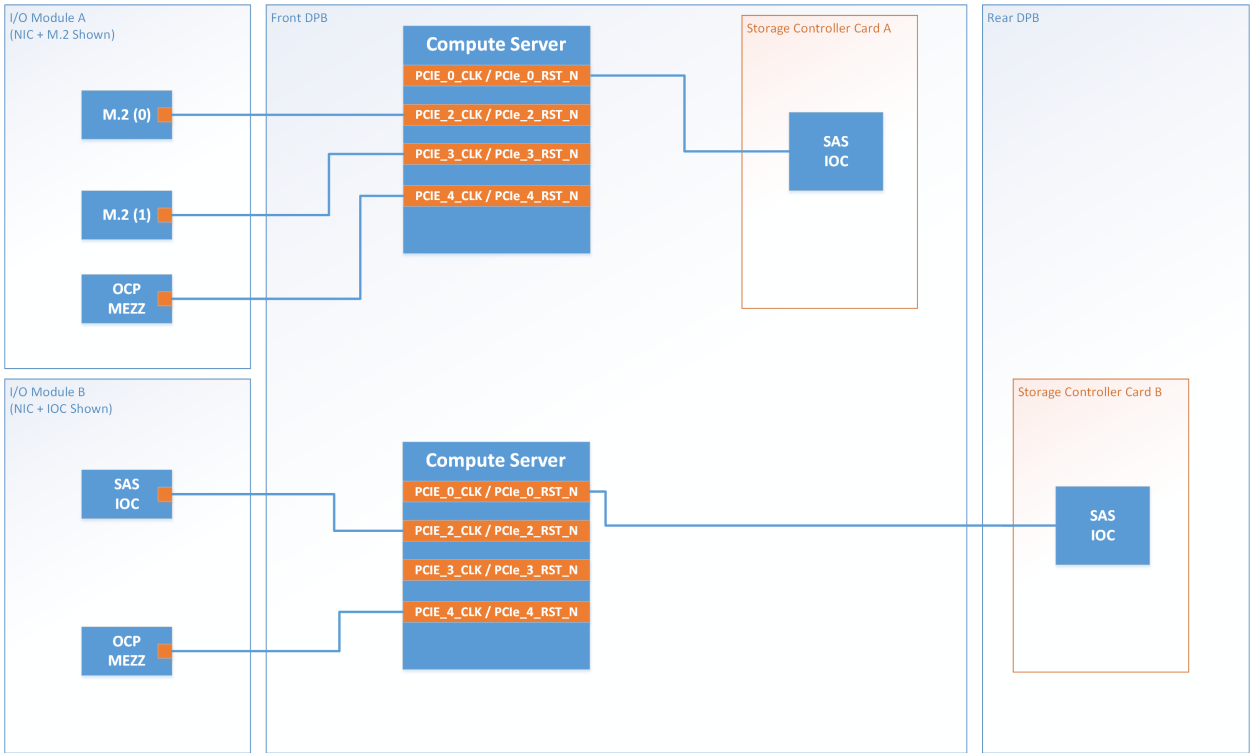 I/O Module A
(NIC + M.2 Shown)
M.2 (0)
M.2 (1)
OCP
MEZZ
Front DPB
Compute Server
PCIE_0_CLK / PCIe_0_RST_N
PCIE_2_CLK / PCIe_2_RST_N
PCIE_3_CLK / PCIe_3_RST_N
PCIE_4_CLK / PCIe_4_RST_N
Storage Controller Card A
SAS
IOC
Rear DPB
I/O Module B
(NIC + IOC Shown)
SAS
IOC
OCP
MEZZ
Compute Server
PCIE_0_CLK / PCIe_0_RST_N
PCIE_2_CLK / PCIe_2_RST_N
PCIE_3_CLK / PCIe_3_RST_N
PCIE_4_CLK / PCIe_4_RST_N
Storage Controller Card B
SAS
IOC